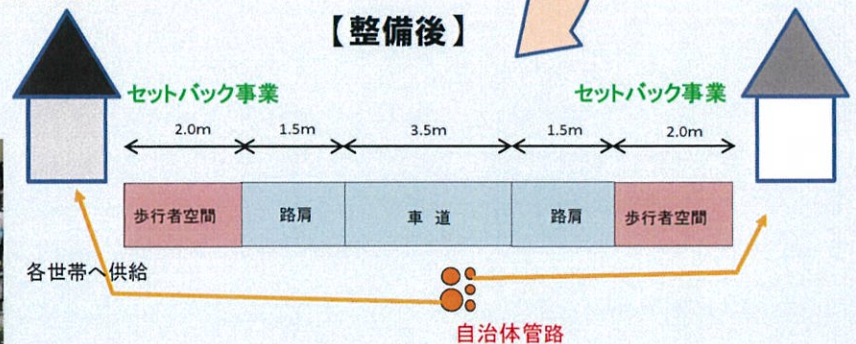 【整備後】
セットバック事業
セットバック事業
2.0m
1.5m
3.5m
1.5m
2.0m
歩行者空間
路肩
車道
路肩
歩行者空間
各世帯へ供給
自治体管路